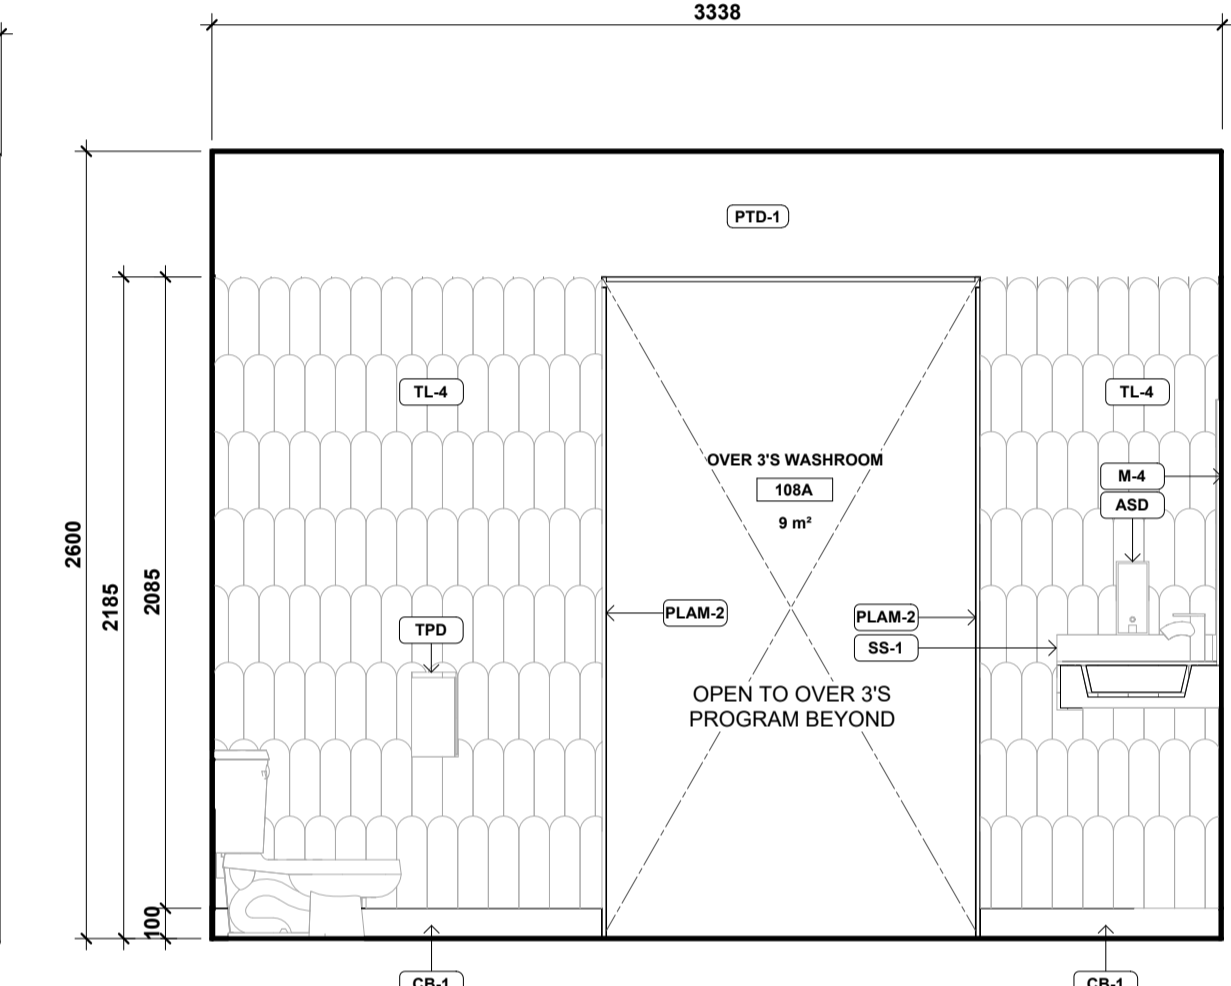 3338
PTD-1
TL-4
TL-4
OVER 3'S WASHROOM
108A
9 m²
M-4
ASD
2600
2185
2085
PLAM-2
PLAM-2
TPD
SS-1
OPEN TO OVER 3'S
PROGRAM BEYOND
100
CB-1
CB-1